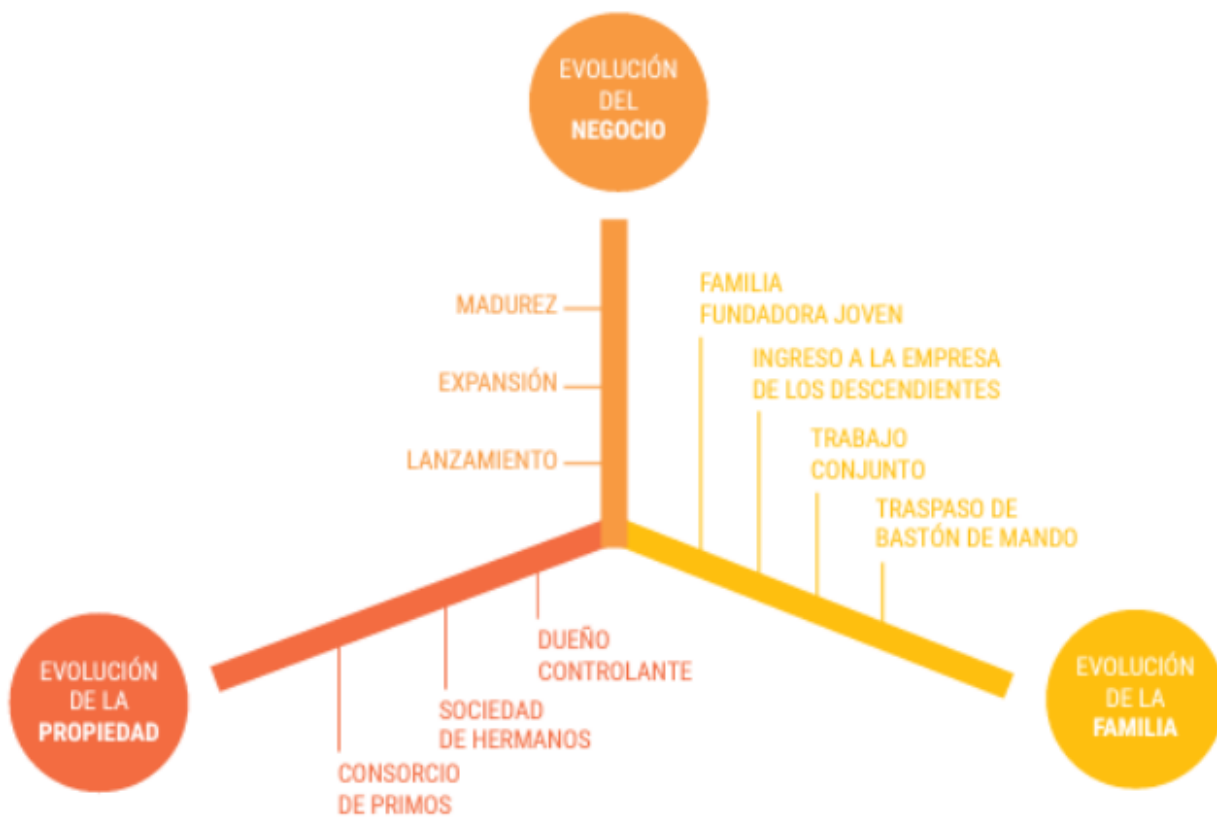 EVOLUCIÓN
DEL
NEGOCIO
MADUREZ
EXPANSIÓN
LANZAMIENTO
FAMILIA
FUNDADORA JOVEN
INGRESO A LA EMPRESA
DE LOS DESCENDIENTES
TRABAJO
CONJUNTO
TRASPASO DE
BASTÓN DE MANDO
DUEÑO
CONTROLANTE
SOCIEDAD
DE HERMANOS
CONSORCIO
DE PRIMOS
EVOLUCIÓN
DE LA
PROPIEDAD
EVOLUCIÓN
DE LA
FAMILIA